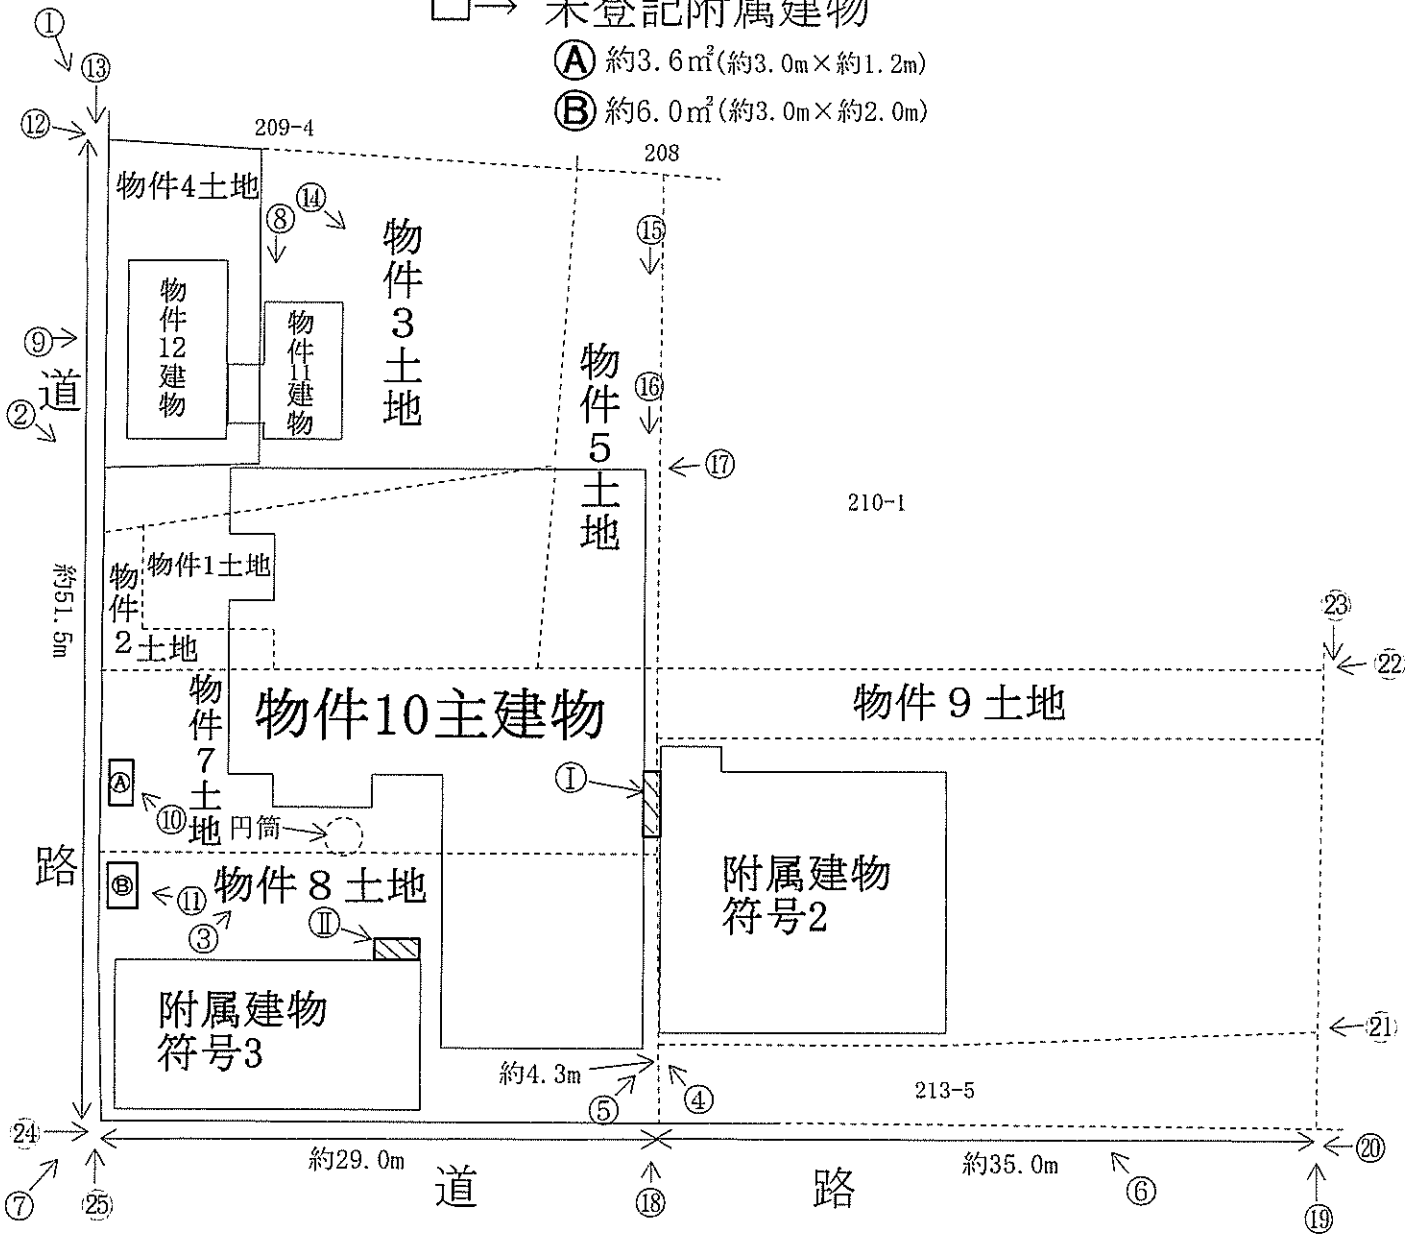 □→ 未登記附属建物
Ⓐ 約3.6㎡(約3.0m×約1.2m)
Ⓑ 約6.0㎡(約3.0m×約2.0m)
①
⑬
⑫
209-4
208
物件4土地
⑧
⑭
物件3土地
⑮
物件12建物
物件11建物
⑨
道
②
物件5土地
⑯
⑰
210-1
約51.5m
物件1土地
物件2土地
㉓
㉒
物件7土地
物件10主建物
物件9土地
Ⓐ
⑩
円筒
Ⅰ
路
Ⓑ
⑪
物件8土地
③
Ⅱ
附属建物
符号2
附属建物
符号3
㉑
約4.3m
⑤
④
213-5
㉔
⑦
㉕
約29.0m
道
⑱
路
約35.0m
⑥
⑳
⑲